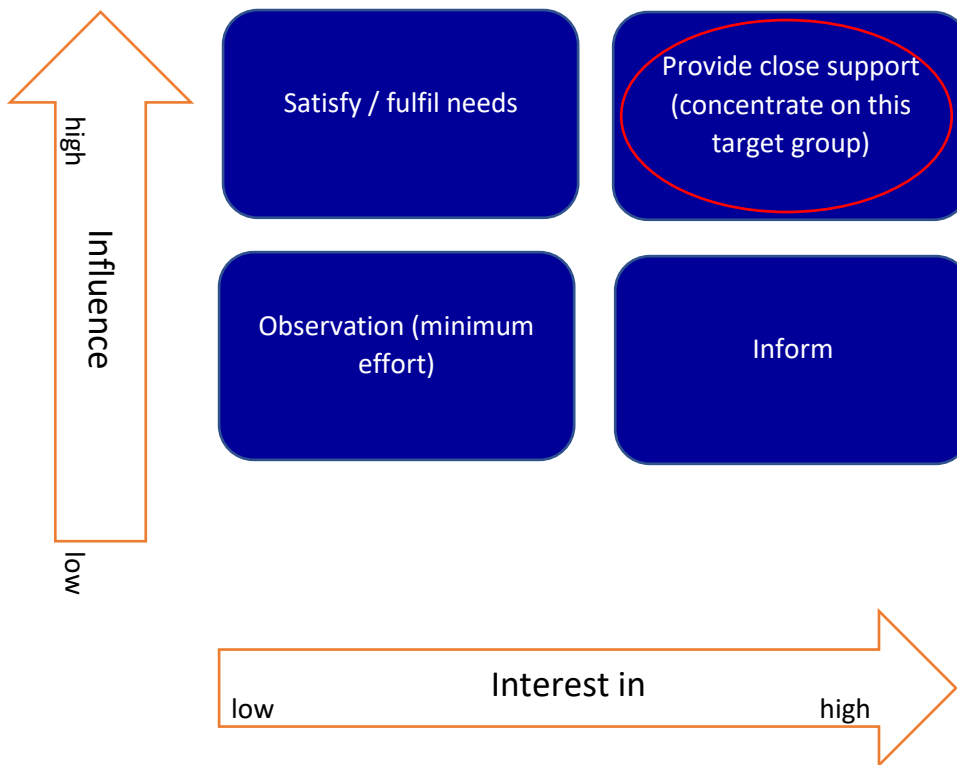 Satisfy / fulfil needs
Provide close support
(concentrate on this
target group)
high
Influence
low
Observation (minimum
effort)
Inform
Interest in
low
high